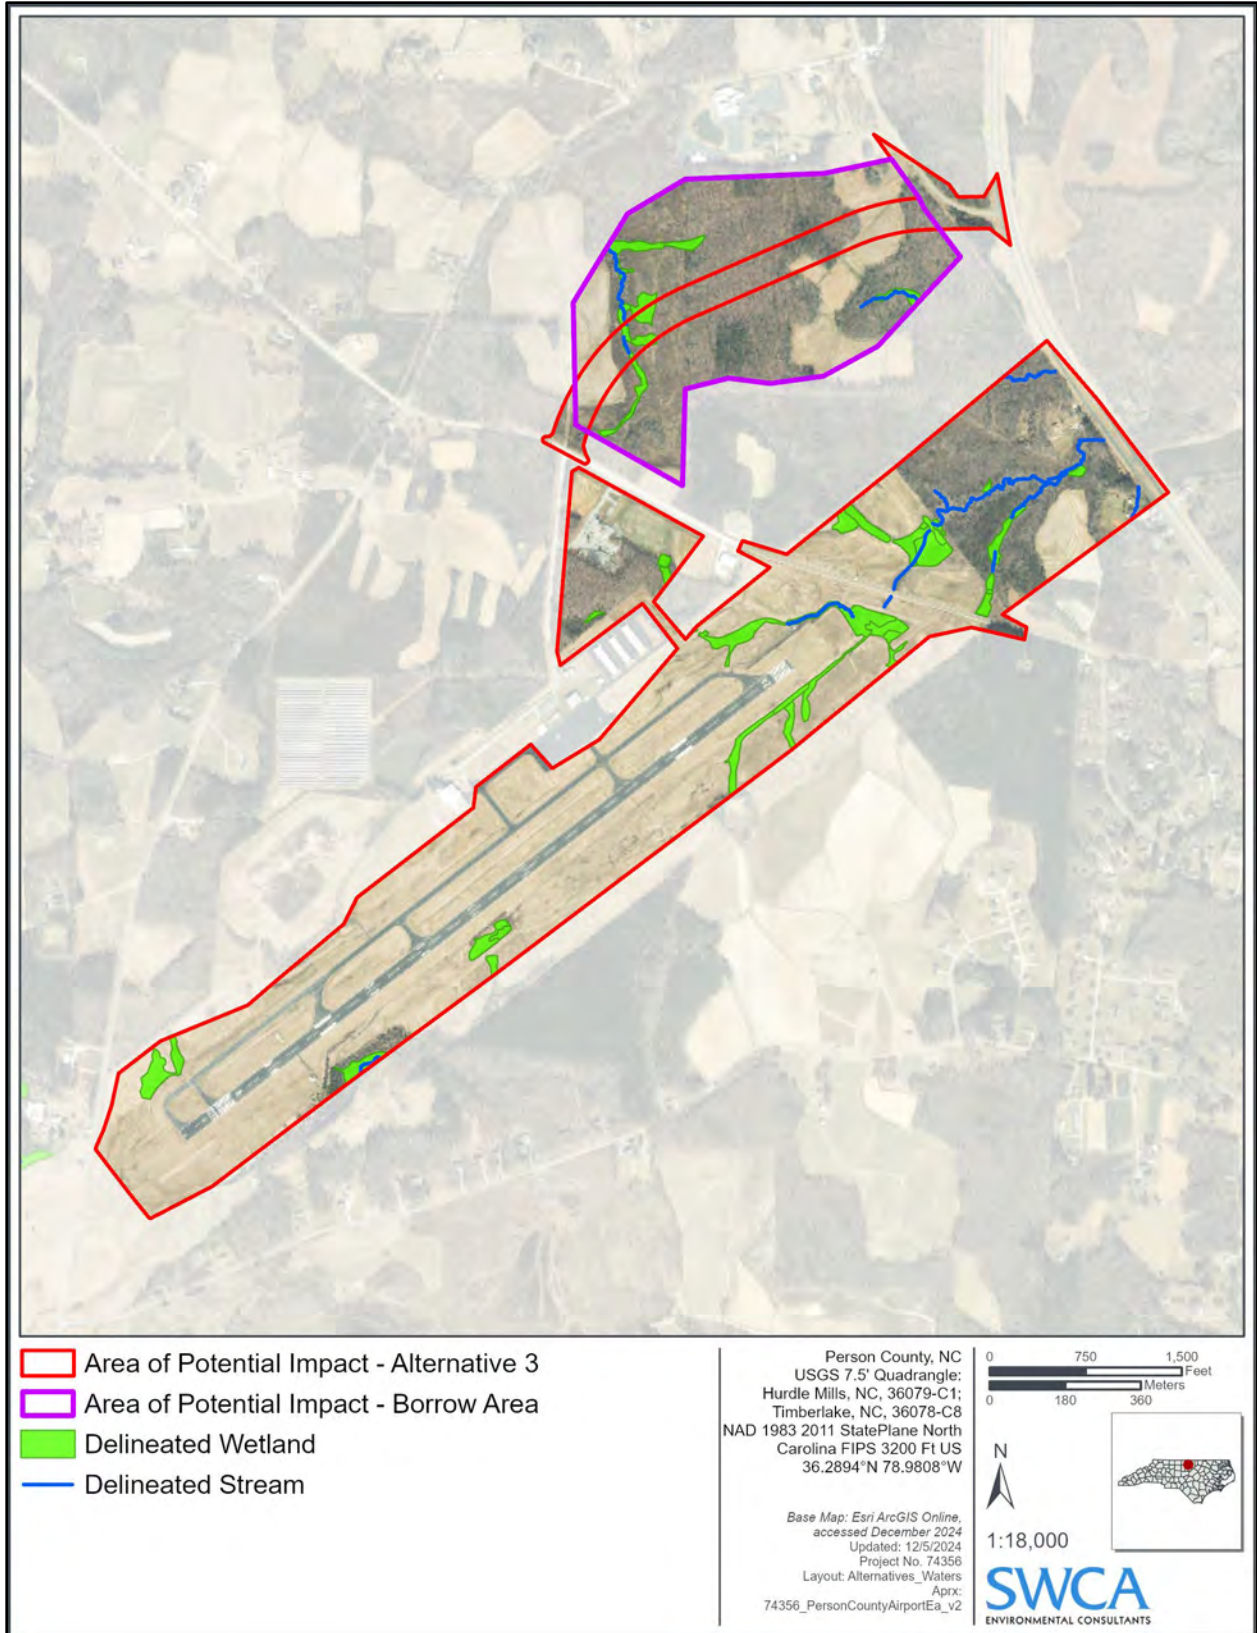 Area of Potential Impact - Alternative 3
Area of Potential Impact - Borrow Area
Delineated Wetland
Delineated Stream
Person County, NC
USGS 7.5' Quadrangle:
Hurdle Mills, NC, 36079-C1;
Timberlake, NC, 36078-C8
NAD 1983 2011 StatePlane North
Carolina FIPS 3200 Ft US
36.2894°N 78.9808°W
Base Map: Esri ArcGIS Online,
accessed December 2024
Updated: 12/5/2024
Project No. 74356
Layout: Alternatives_Waters
Aprx:
74356_PersonCountyAirportEa_v2
0 750 1,500
Feet
Meters
0 180 360
N
1:18,000
SWCA
ENVIRONMENTAL CONSULTANTS